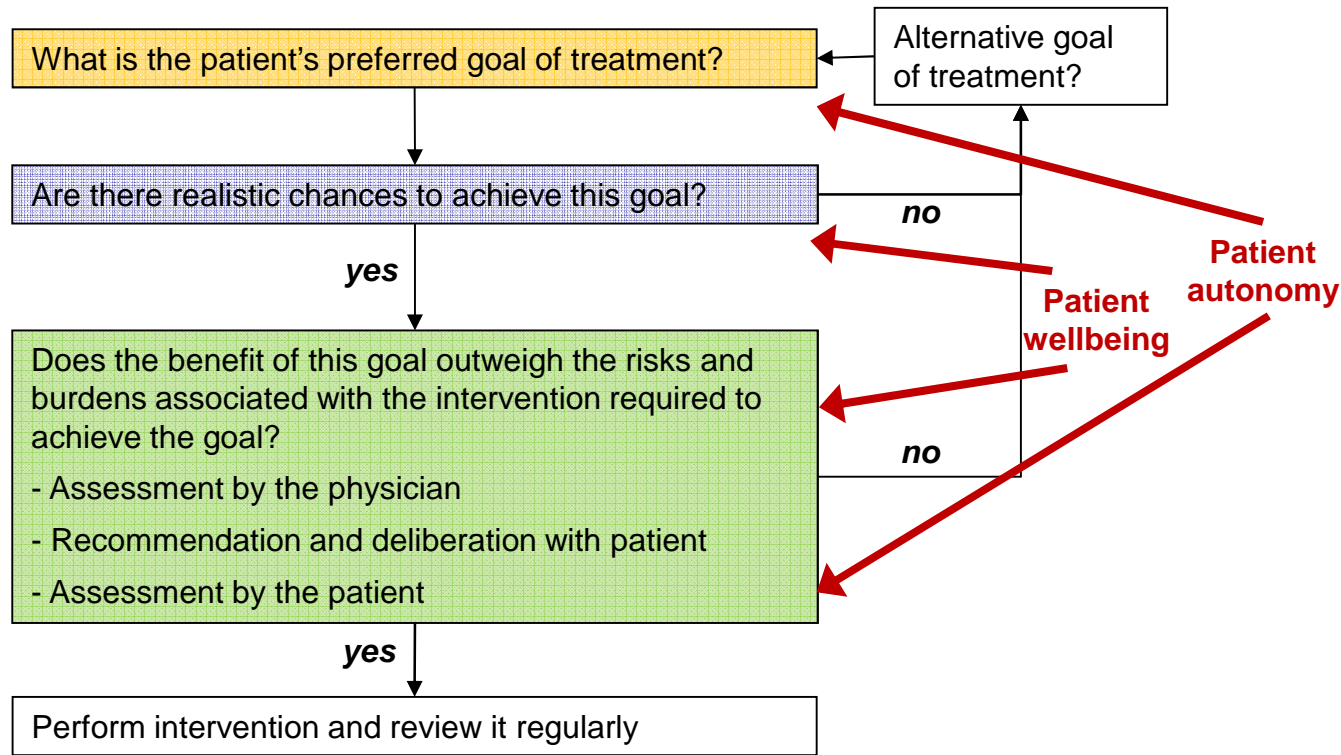 What is the patient's preferred goal of treatment?
Alternative goal
of treatment?
Are there realistic chances to achieve this goal?
no
yes
Patient
autonomy
Patient
wellbeing
Does the benefit of this goal outweigh the risks and
burdens associated with the intervention required to
achieve the goal?
- Assessment by the physician
- Recommendation and deliberation with patient
- Assessment by the patient
no
yes
Perform intervention and review it regularly